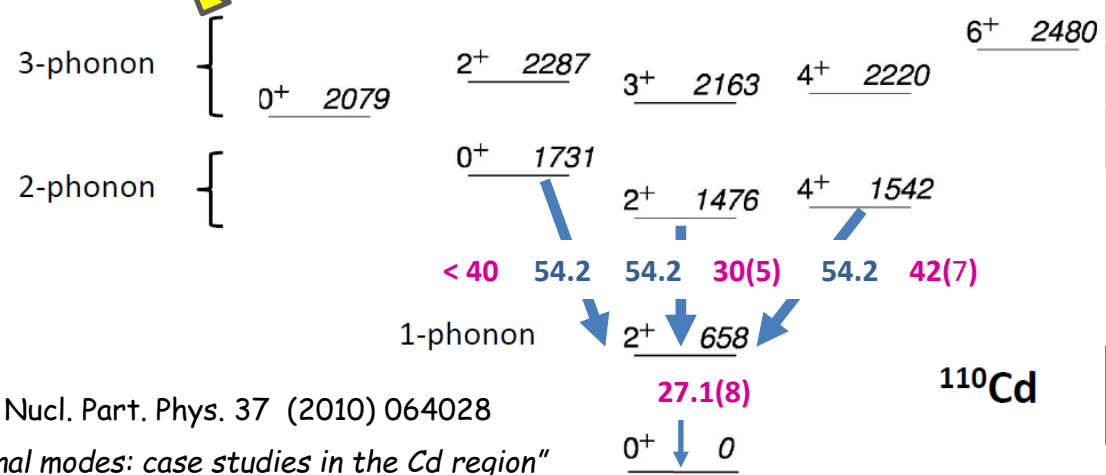 6⁺ 2480
3-phonon
2⁺ 2287
3⁺ 2163
4⁺ 2220
0⁺ 2079
2-phonon
0⁺ 1731
2⁺ 1476
4⁺ 1542
< 40 54.2 54.2 30(5) 54.2 42(7)
1-phonon
2⁺ 658
27.1(8)
¹¹⁰Cd
Nucl. Part. Phys. 37 (2010) 064028
0⁺ 0
modes: case studies in the Cd region”